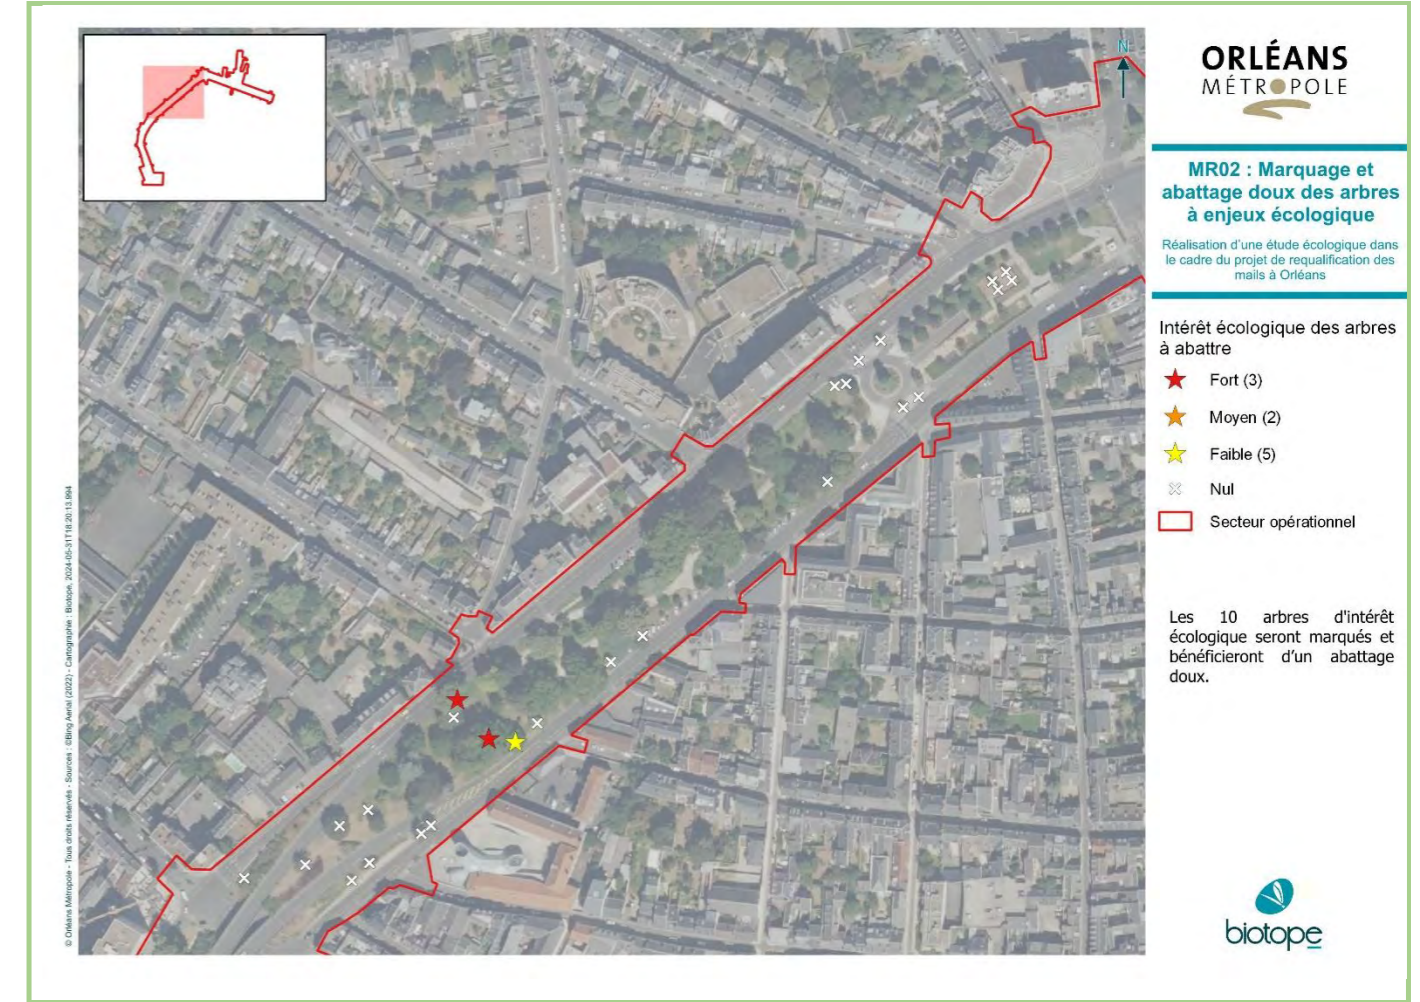 N
ORLÉANS
MÉTROPOLE
MR02 : Marquage et
abattage doux des arbres
à enjeux écologique
Réalisation d'une étude écologique dans
le cadre du projet de requalification des
mails à Orléans
Intérêt écologique des arbres
à abattre
Fort (3)
Moyen (2)
Faible (5)
Nul
Secteur opérationnel
Les 10 arbres d'intérêt
écologique seront marqués et
bénéficieront d'un abattage
doux.
biotope
© Orléans Métropole - Tous droits réservés - Sources : ©Bing Aerial (2022) - Cartographie : Biotope, 2024-05-31T18:20:13.994